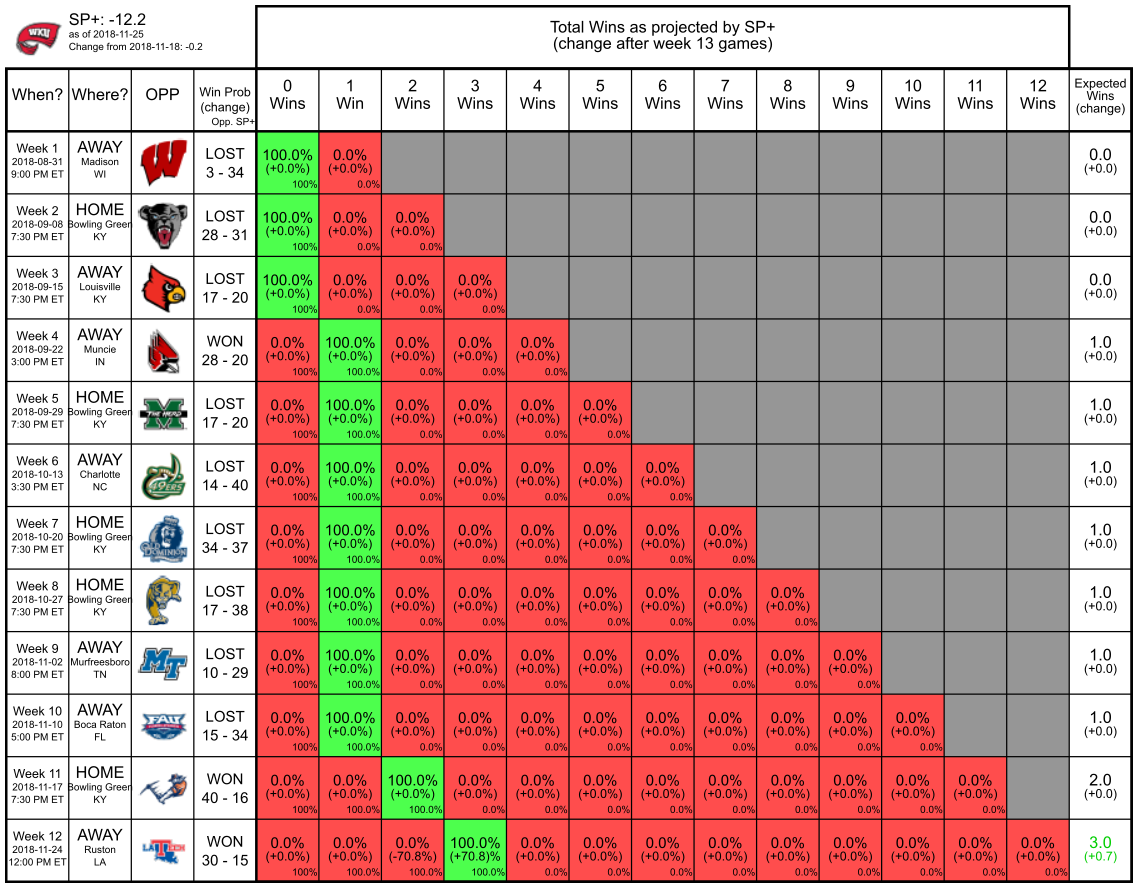 WKU
SP+: -12.2
as of 2018-11-25
Change from 2018-11-18: -0.2
Total Wins as projected by SP+
(change after week 13 games)
When? Where? OPP Win Prob (change) Opp. SP+ 0 Wins 1 Win 2 Wins 3 Wins 4 Wins 5 Wins 6 Wins 7 Wins 8 Wins 9 Wins 10 Wins 11 Wins 12 Wins Expected Wins (change)
Week 1 AWAY W LOST 100.0% 0.0% 0.0
2018-08-31 Madison (+0.0%) (+0.0%) (+0.0)
9:00 PM ET WI 3 - 34 100% 0.0%
Week 2 HOME LOST 100.0% 0.0% 0.0% 0.0
2018-09-08 Bowling Green (+0.0%) (+0.0%) (+0.0%) (+0.0)
7:30 PM ET KY 28 - 31 100% 0.0% 0.0%
Week 3 AWAY LOST 100.0% 0.0% 0.0% 0.0% 0.0
2018-09-15 Louisville (+0.0%) (+0.0%) (+0.0%) (+0.0%) (+0.0)
7:30 PM ET KY 17 - 20 100% 0.0% 0.0% 0.0%
Week 4 AWAY WON 0.0% 100.0% 0.0% 0.0% 0.0% 1.0
2018-09-22 Muncie (+0.0%) (+0.0%) (+0.0%) (+0.0%) (+0.0%) (+0.0)
3:00 PM ET IN 28 - 20 100% 100.0% 0.0% 0.0% 0.0%
Week 5 HOME M LOST 0.0% 100.0% 0.0% 0.0% 0.0% 0.0% 1.0
2018-09-29 Bowling Green THE HERD (+0.0%) (+0.0%) (+0.0%) (+0.0%) (+0.0%) (+0.0%) (+0.0)
7:30 PM ET KY 17 - 20 100% 100.0% 0.0% 0.0% 0.0% 0.0%
Week 6 AWAY LOST 0.0% 100.0% 0.0% 0.0% 0.0% 0.0% 0.0% 1.0
2018-10-13 Charlotte 49ERS (+0.0%) (+0.0%) (+0.0%) (+0.0%) (+0.0%) (+0.0%) (+0.0%) (+0.0)
3:30 PM ET NC 14 - 40 100% 100.0% 0.0% 0.0% 0.0% 0.0% 0.0%
Week 7 HOME LOST 0.0% 100.0% 0.0% 0.0% 0.0% 0.0% 0.0% 0.0% 1.0
2018-10-20 Bowling Green OLD DOMINION (+0.0%) (+0.0%) (+0.0%) (+0.0%) (+0.0%) (+0.0%) (+0.0%) (+0.0%) (+0.0)
7:30 PM ET KY 34 - 37 100% 100.0% 0.0% 0.0% 0.0% 0.0% 0.0% 0.0%
Week 8 HOME LOST 0.0% 100.0% 0.0% 0.0% 0.0% 0.0% 0.0% 0.0% 0.0% 1.0
2018-10-27 Bowling Green (+0.0%) (+0.0%) (+0.0%) (+0.0%) (+0.0%) (+0.0%) (+0.0%) (+0.0%) (+0.0%) (+0.0)
7:30 PM ET KY 17 - 38 100% 100.0% 0.0% 0.0% 0.0% 0.0% 0.0% 0.0% 0.0%
Week 9 AWAY MT LOST 0.0% 100.0% 0.0% 0.0% 0.0% 0.0% 0.0% 0.0% 0.0% 0.0% 1.0
2018-11-02 Murfreesboro (+0.0%) (+0.0%) (+0.0%) (+0.0%) (+0.0%) (+0.0%) (+0.0%) (+0.0%) (+0.0%) (+0.0%) (+0.0)
8:00 PM ET TN 10 - 29 100% 100.0% 0.0% 0.0% 0.0% 0.0% 0.0% 0.0% 0.0% 0.0%
Week 10 AWAY FAU LOST 0.0% 100.0% 0.0% 0.0% 0.0% 0.0% 0.0% 0.0% 0.0% 0.0% 0.0% 1.0
2018-11-10 Boca Raton (+0.0%) (+0.0%) (+0.0%) (+0.0%) (+0.0%) (+0.0%) (+0.0%) (+0.0%) (+0.0%) (+0.0%) (+0.0%) (+0.0)
5:00 PM ET FL 15 - 34 100% 100.0% 0.0% 0.0% 0.0% 0.0% 0.0% 0.0% 0.0% 0.0% 0.0%
Week 11 HOME WON 0.0% 0.0% 100.0% 0.0% 0.0% 0.0% 0.0% 0.0% 0.0% 0.0% 0.0% 0.0% 2.0
2018-11-17 Bowling Green (+0.0%) (+0.0%) (+0.0%) (+0.0%) (+0.0%) (+0.0%) (+0.0%) (+0.0%) (+0.0%) (+0.0%) (+0.0%) (+0.0%) (+0.0)
7:30 PM ET KY 40 - 16 100% 100.0% 100.0% 0.0% 0.0% 0.0% 0.0% 0.0% 0.0% 0.0% 0.0% 0.0%
Week 12 AWAY WON 0.0% 0.0% 0.0% 100.0% 0.0% 0.0% 0.0% 0.0% 0.0% 0.0% 0.0% 0.0% 0.0% 3.0
2018-11-24 Ruston LA TECH (+0.0%) (+0.0%) (-70.8%) (+70.8)% (+0.0%) (+0.0%) (+0.0%) (+0.0%) (+0.0%) (+0.0%) (+0.0%) (+0.0%) (+0.0%) (+0.7)
12:00 PM ET LA 30 - 15 100% 100.0% 100.0% 100.0% 0.0% 0.0% 0.0% 0.0% 0.0% 0.0% 0.0% 0.0% 0.0%